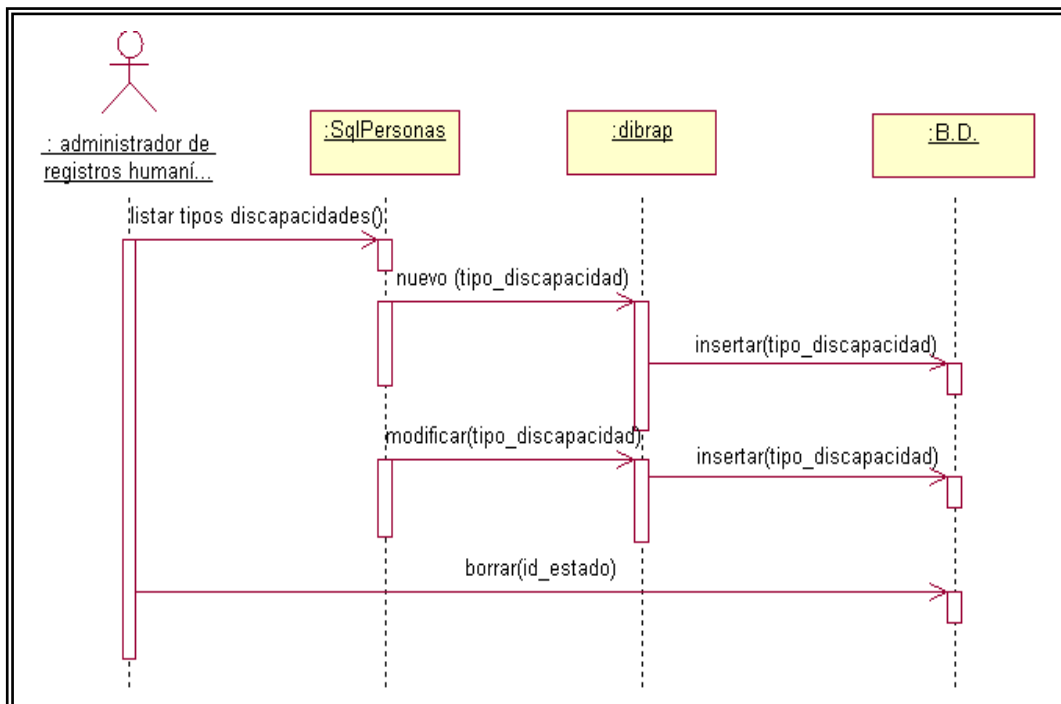 : administrador de
registros humaní...
:SqlPersonas
:dibrap
:B.D.
listar tipos discapacidades()
nuevo (tipo_discapacidad)
insertar(tipo_discapacidad)
modificar(tipo_discapacidad)
insertar(tipo_discapacidad)
borrar(id_estado)